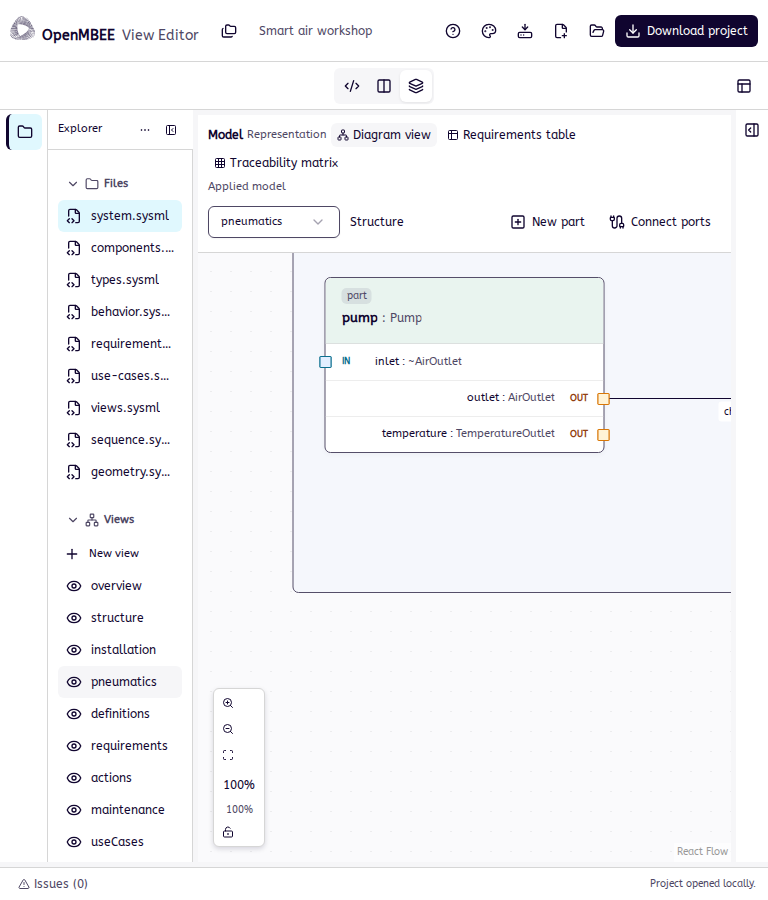 OpenMBEE View Editor
Smart air workshop
Download project
Explorer
Files
system.sysml
components....
types.sysml
behavior.sys...
requirement...
use-cases.s...
views.sysml
sequence.sy...
geometry.sy...
Views
New view
overview
structure
installation
pneumatics
definitions
requirements
actions
maintenance
useCases
Model Representation Diagram view Requirements table
Traceability matrix
Applied model
pneumatics Structure New part Connect ports
part
pump : Pump
IN inlet : ~AirOutlet
outlet : AirOutlet OUT
temperature : TemperatureOutlet OUT
100%
100%
React Flow
Issues (0)
Project opened locally.